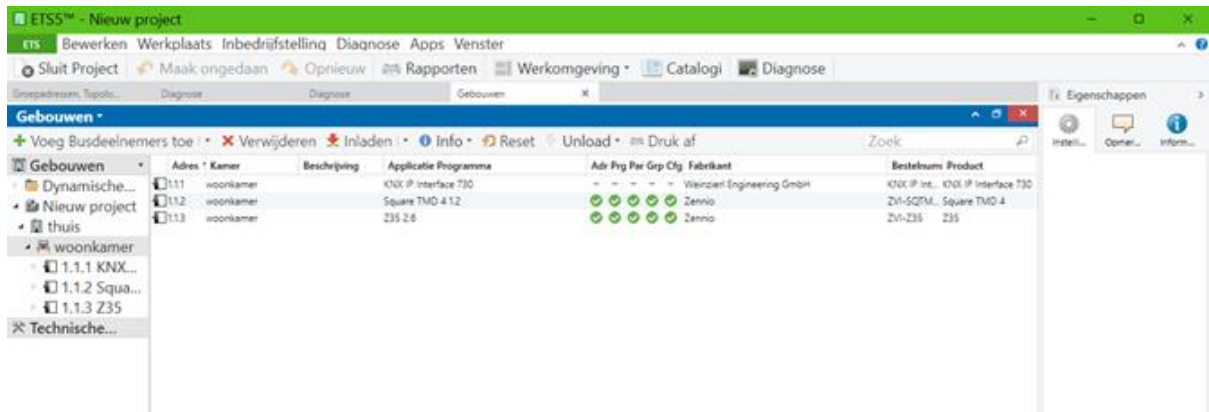 ETS5™ - Nieuw project
ETS Bewerken Werkplaats Inbedrijfstelling Diagnose Apps Venster
Sluit Project Maak ongedaan Opnieuw Rapporten Werkomgeving Catalogi Diagnose
Groepadressen, Topolo... Diagnose Diagnose Gebouwen Eigenschappen
Gebouwen
Voeg Busdeelnemers toe Verwijderen Inladen Info Reset Unload Druk af Zoek
Instell... Opmer... Inform...
Gebouwen Adres Kamer Beschrijving Applicatie Programma Adr Prg Par Grp Cfg Fabrikant Bestelnum Product
Dynamische... 1.1.1 woonkamer KNX IP Interface 730 - - - - - Weinzierl Engineering GmbH KNX IP Int... KNX IP Interface 730
Nieuw project 1.1.2 woonkamer Square TMD 4 1.2 Zennio ZVI-SQTM... Square TMD 4
thuis 1.1.3 woonkamer Z35 2.6 Zennio ZVI-Z35 Z35
woonkamer
1.1.1 KNX...
1.1.2 Squa...
1.1.3 Z35
Technische...